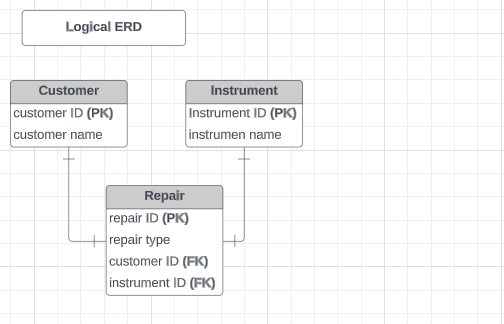 Logical ERD
Customer
customer ID (PK)
customer name
Instrument
Instrument ID (PK)
instrumen name
Repair
repair ID (PK)
repair type
customer ID (FK)
instrument ID (FK)